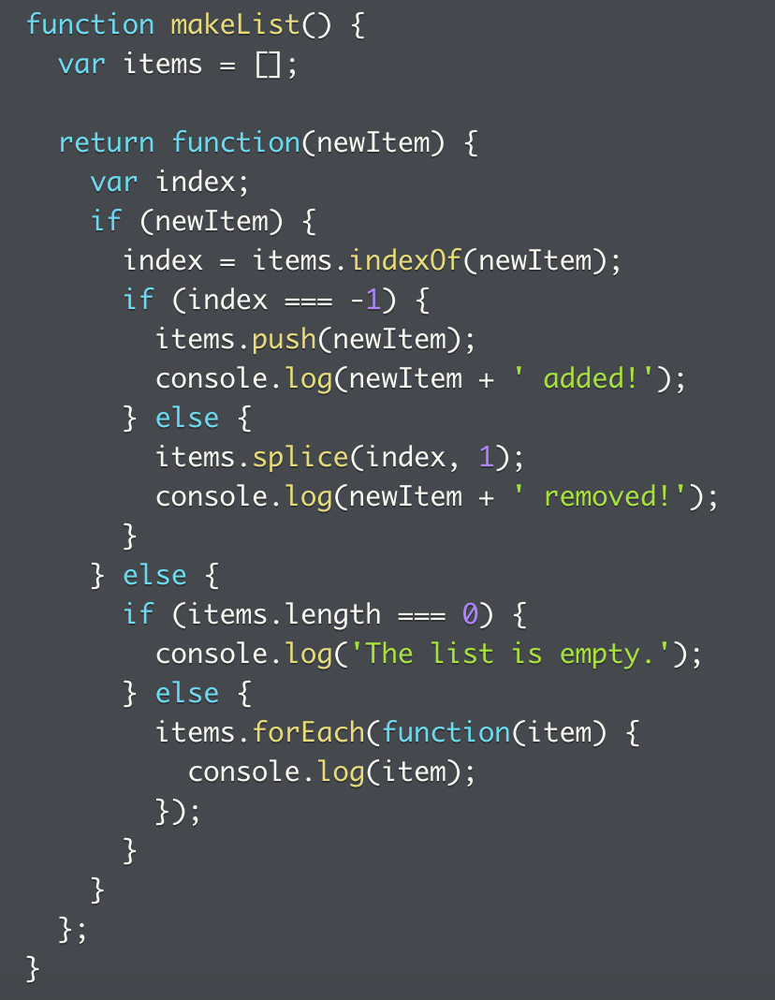 function makeList() {
  var items = [];

  return function(newItem) {
    var index;
    if (newItem) {
      index = items.indexOf(newItem);
      if (index === -1) {
        items.push(newItem);
        console.log(newItem + ' added!');
      } else {
        items.splice(index, 1);
        console.log(newItem + ' removed!');
      }
    } else {
      if (items.length === 0) {
        console.log('The list is empty.');
      } else {
        items.forEach(function(item) {
          console.log(item);
        });
      }
    }
  };
}